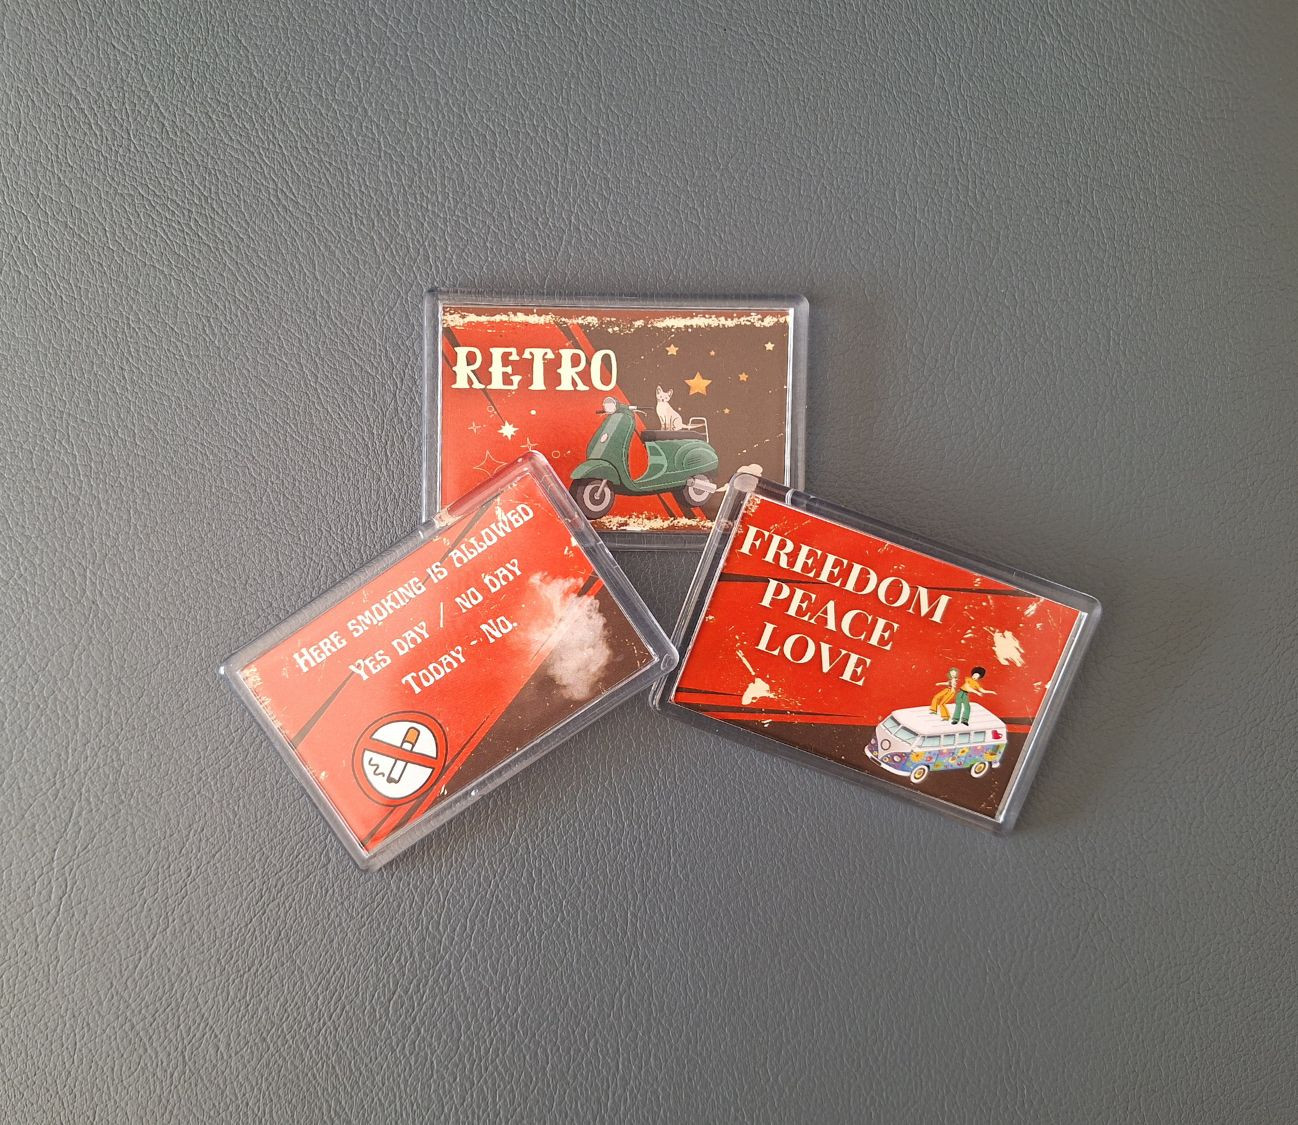 RETRO
HERE SMOKING IS ALLOWED
YES DAY / NO DAY
TODAY - NO.
FREEDOM
PEACE
LOVE